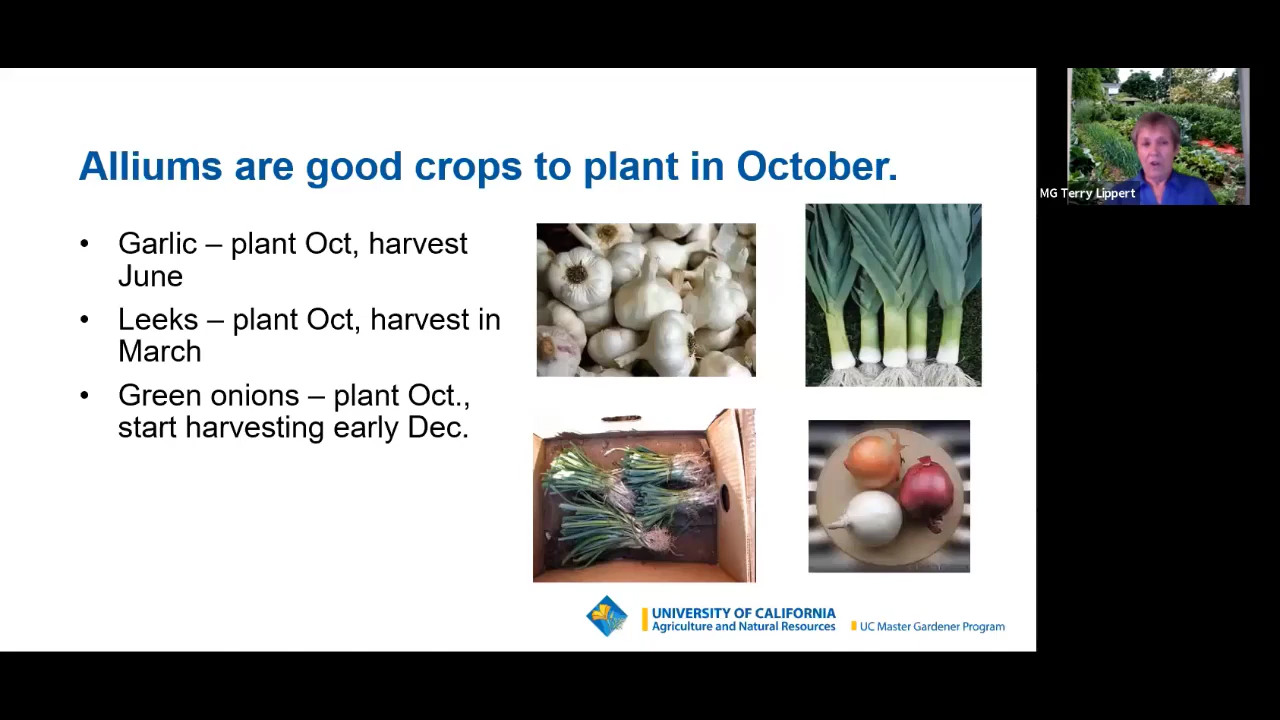 Alliums are good crops to plant in October.
• Garlic – plant Oct, harvest
June
• Leeks – plant Oct, harvest in
March
• Green onions – plant Oct.,
start harvesting early Dec.
UNIVERSITY OF CALIFORNIA
Agriculture and Natural Resources
UC Master Gardener Program
MG Terry Lippert